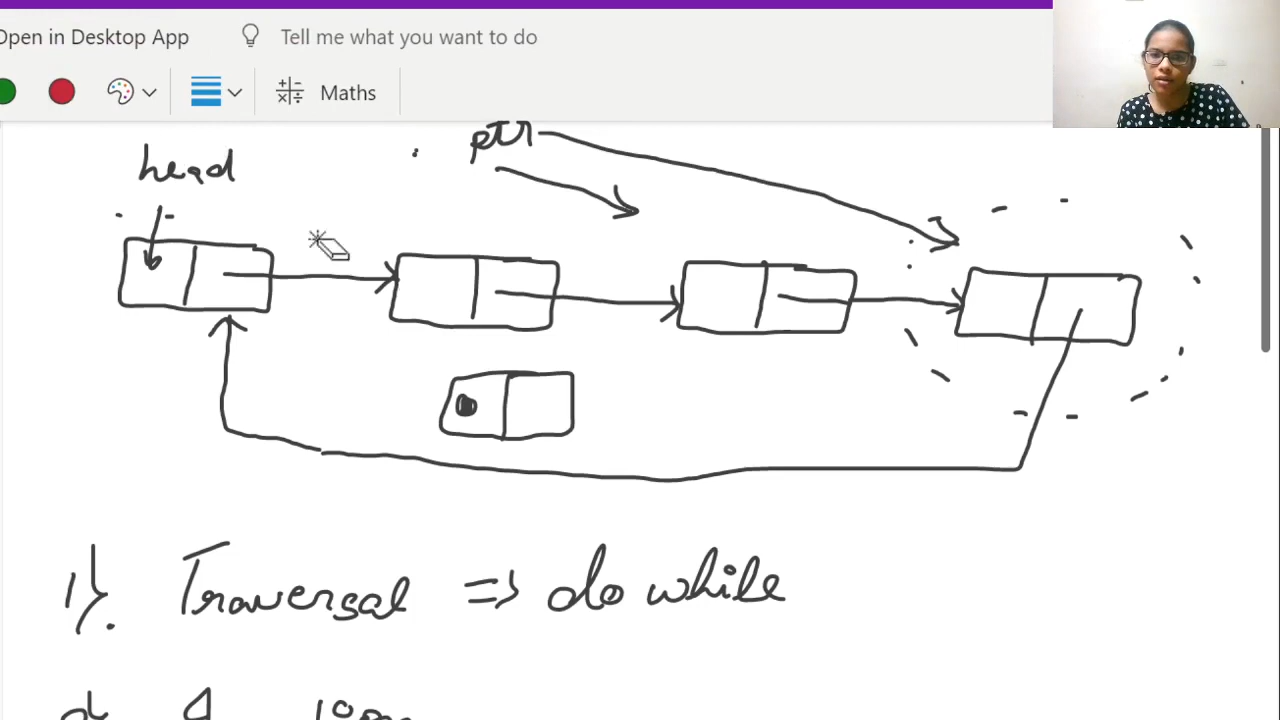 Open in Desktop App Tell me what you want to do
Maths
ptr
head
1). Traversal => do while